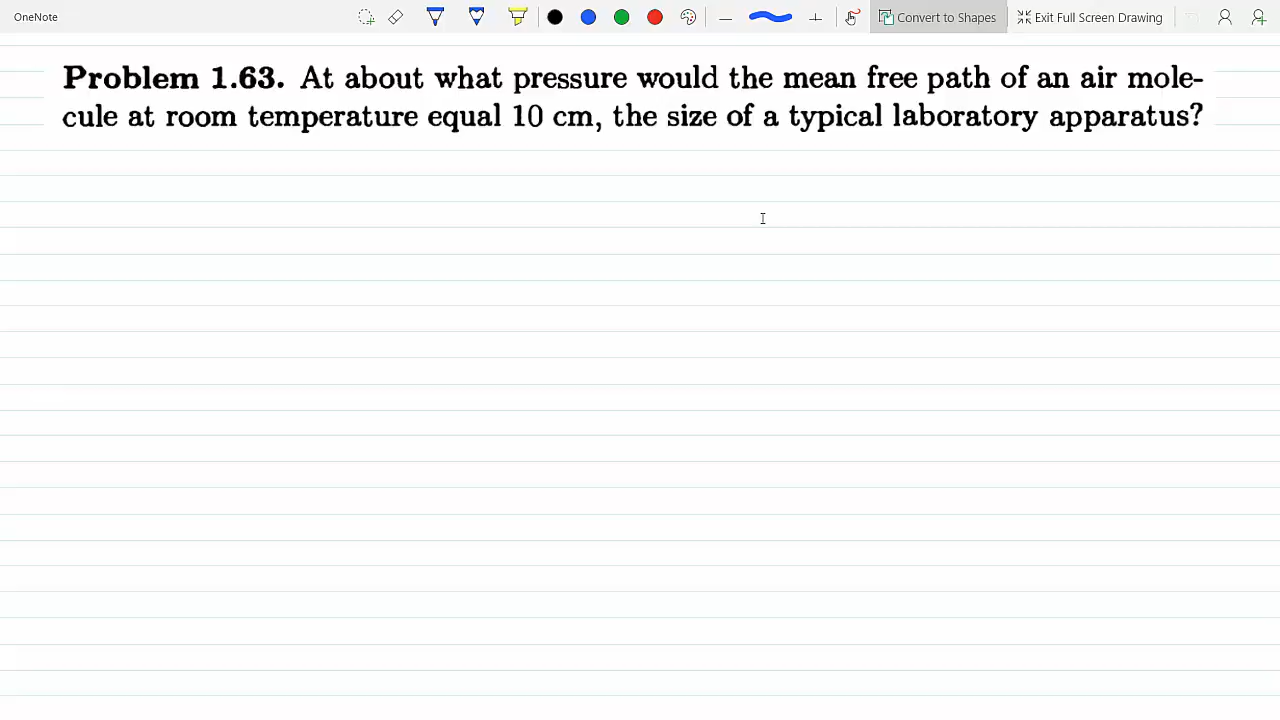 OneNote
Convert to Shapes
Exit Full Screen Drawing
Problem 1.63. At about what pressure would the mean free path of an air mole-
cule at room temperature equal 10 cm, the size of a typical laboratory apparatus?